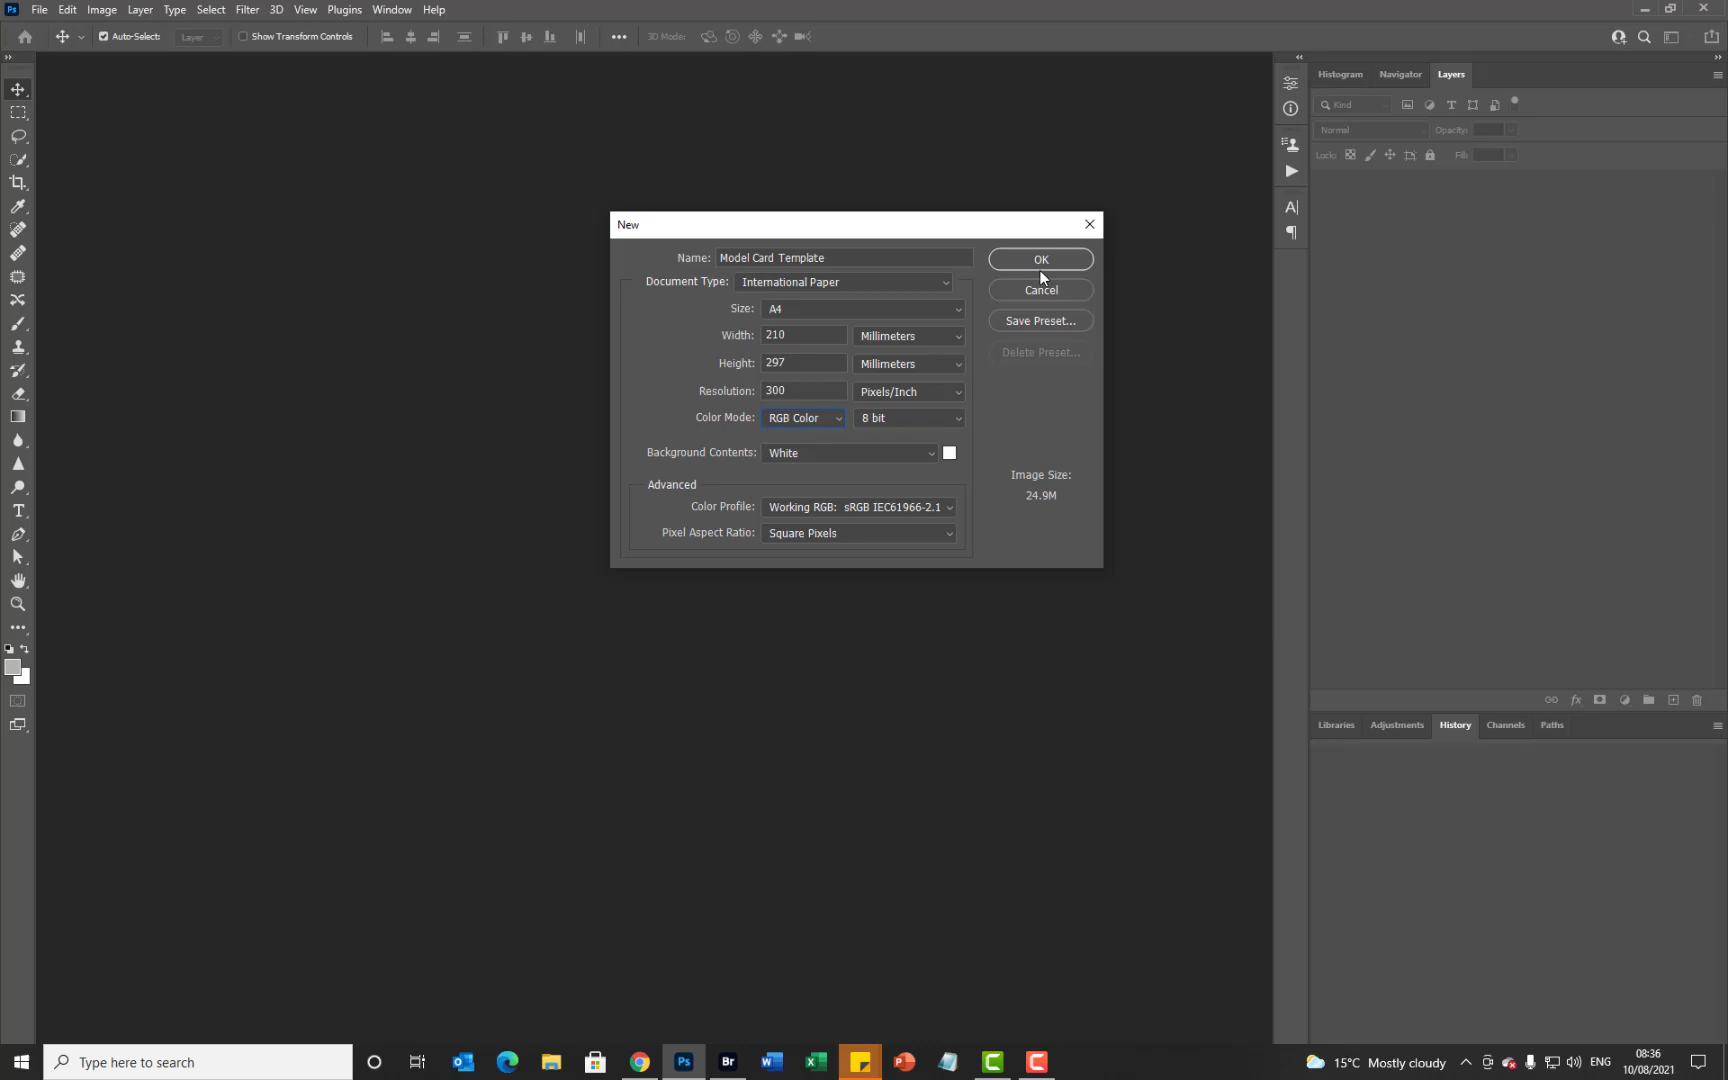 Ps File Edit Image Layer Type Select Filter 3D View Plugins Window Help
Auto-Select: Layer Show Transform Controls 3D Mode:
Histogram Navigator Layers
Kind
Normal Opacity:
Lock: Fill:
New
Name: Model Card Template OK
Document Type: International Paper Cancel
Size: A4
Save Preset...
Width: 210 Millimeters
Delete Preset...
Height: 297 Millimeters
Resolution: 300 Pixels/Inch
Color Mode: RGB Color 8 bit
Background Contents: White
Image Size:
24.9M
Advanced
Color Profile: Working RGB: sRGB IEC61966-2.1
Pixel Aspect Ratio: Square Pixels
Libraries Adjustments History Channels Paths
Type here to search Ps Br 15°C Mostly cloudy ENG 08:36
10/08/2021